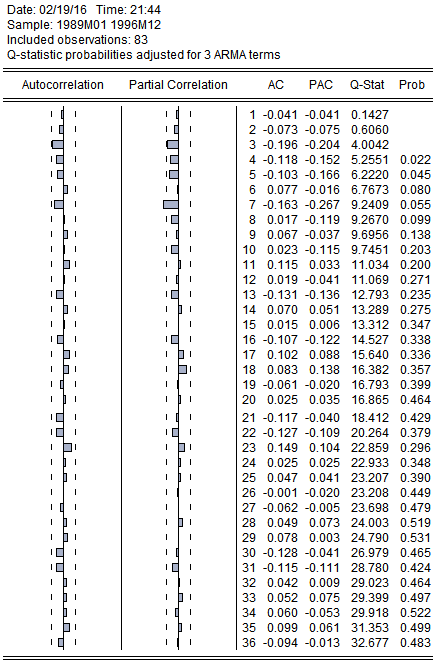 Date: 02/19/16 Time: 21:44
Sample: 1989M01 1996M12
Included observations: 83
Q-statistic probabilities adjusted for 3 ARMA terms
Autocorrelation Partial Correlation AC PAC Q-Stat Prob
1 -0.041 -0.041 0.1427
2 -0.073 -0.075 0.6060
3 -0.196 -0.204 4.0042
4 -0.118 -0.152 5.2551 0.022
5 -0.103 -0.166 6.2220 0.045
6 0.077 -0.016 6.7673 0.080
7 -0.163 -0.267 9.2409 0.055
8 0.017 -0.119 9.2670 0.099
9 0.067 -0.037 9.6956 0.138
10 0.023 -0.115 9.7451 0.203
11 0.115 0.033 11.034 0.200
12 0.019 -0.041 11.069 0.271
13 -0.131 -0.136 12.793 0.235
14 0.070 0.051 13.289 0.275
15 0.015 0.006 13.312 0.347
16 -0.107 -0.122 14.527 0.338
17 0.102 0.088 15.640 0.336
18 0.083 0.138 16.382 0.357
19 -0.061 -0.020 16.793 0.399
20 0.025 0.035 16.865 0.464
21 -0.117 -0.040 18.412 0.429
22 -0.127 -0.109 20.264 0.379
23 0.149 0.104 22.859 0.296
24 0.025 0.025 22.933 0.348
25 0.047 0.041 23.207 0.390
26 -0.001 -0.020 23.208 0.449
27 -0.062 -0.005 23.698 0.479
28 0.049 0.073 24.003 0.519
29 0.078 0.003 24.790 0.531
30 -0.128 -0.041 26.979 0.465
31 -0.115 -0.111 28.780 0.424
32 0.042 0.009 29.023 0.464
33 0.052 0.075 29.399 0.497
34 0.060 -0.053 29.918 0.522
35 0.099 0.061 31.353 0.499
36 -0.094 -0.013 32.677 0.483